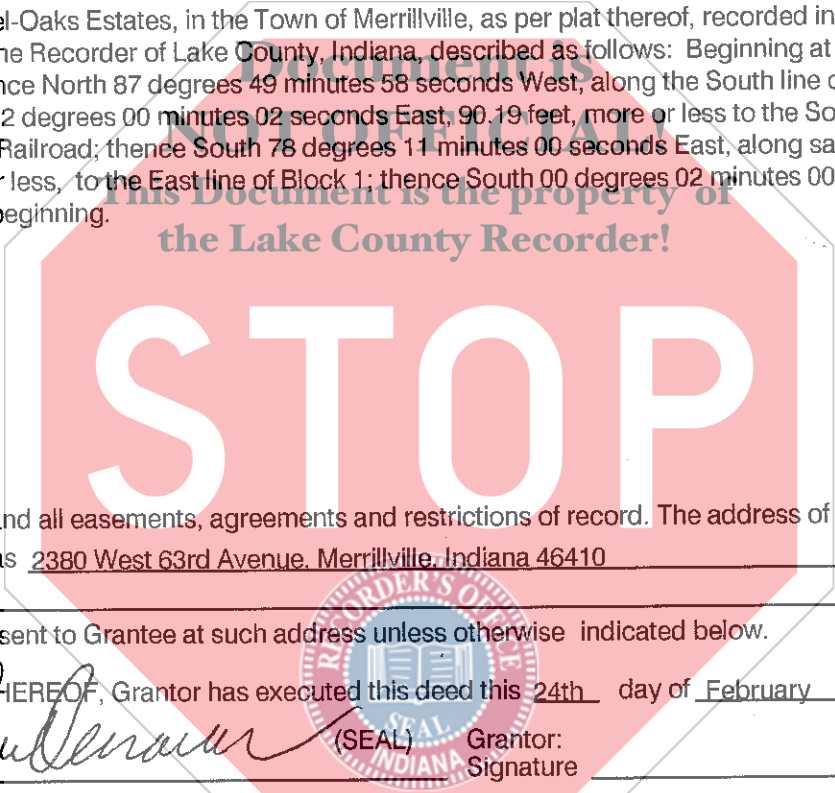 el-Oaks Estates, in the Town of Merrillville, as per plat thereof, recorded in
he Recorder of Lake County, Indiana, described as follows: Beginning at
nce North 87 degrees 49 minutes 58 seconds West, along the South line o
2 degrees 00 minutes 02 seconds East, 90.19 feet, more or less to the So
Railroad; thence South 78 degrees 11 minutes 00 seconds East, along sa
r less, to the East line of Block 1; thence South 00 degrees 02 minutes 00
beginning.
Document is
NOT OFFICIAL!
This Document is the property of
the Lake County Recorder!
STOP
nd all easements, agreements and restrictions of record. The address of
as 2380 West 63rd Avenue, Merrillville, Indiana 46410
sent to Grantee at such address unless otherwise indicated below.
HEREOF, Grantor has executed this deed this 24th day of February
(SEAL) Grantor:
Signature
RECORDER'S OFFICE
SEAL
INDIANA